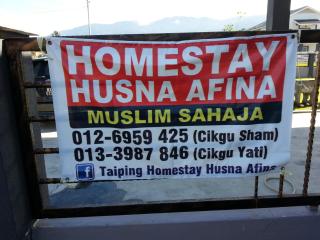 HOMESTAY
HUSNA AFINA
MUSLIM SAHAJA
012-6959 425 (Cikgu Sham)
013-3987 846 (Cikgu Yati)
f Taiping Homestay Husna Afina